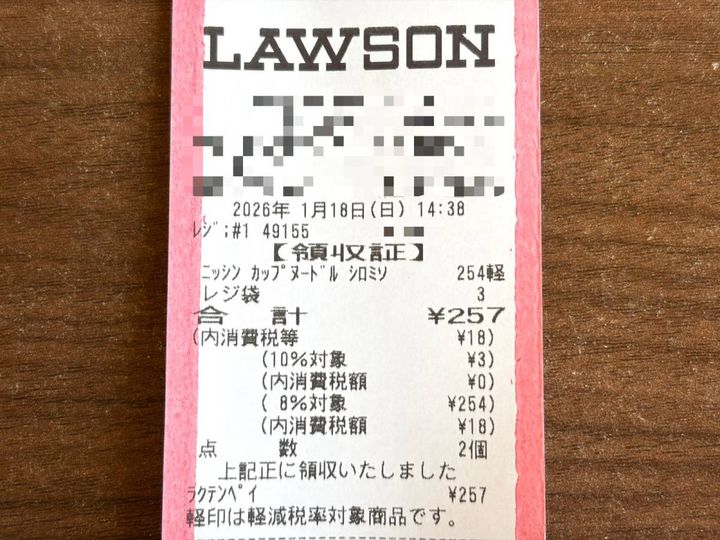 LAWSON
2026年 1月18日(日) 14:38
ﾚｼﾞ;#1 49155
【領収証】
ﾆｯｼﾝ ｶｯﾌﾟﾇｰﾄﾞﾙ ｼﾛﾐｿ 254軽
レジ袋 3
合 計 ¥257
(内消費税等 ¥18)
(10%対象 ¥3)
(内消費税額 ¥0)
( 8%対象 ¥254)
(内消費税額 ¥18)
点 数 2個
上記正に領収いたしました
ﾗｸﾃﾝﾍﾟｲ ¥257
軽印は軽減税率対象商品です。